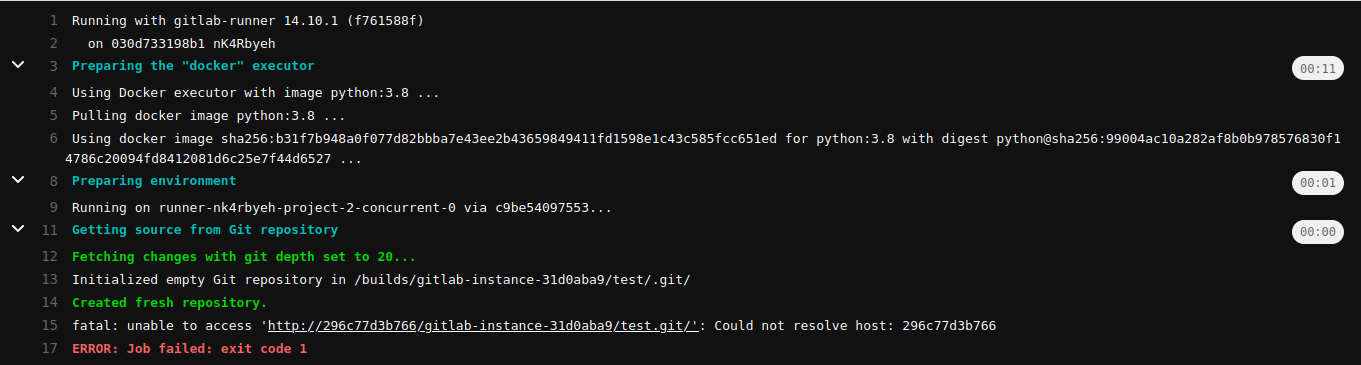 1 Running with gitlab-runner 14.10.1 (f761588f)
2 on 030d733198b1 nK4Rbyeh
3 Preparing the "docker" executor 00:11
4 Using Docker executor with image python:3.8 ...
5 Pulling docker image python:3.8 ...
6 Using docker image sha256:b31f7b948a0f077d82bbba7e43ee2b43659849411fd1598e1c43c585fcc651ed for python:3.8 with digest python@sha256:99004ac10a282af8b0b978576830f1
4786c20094fd8412081d6c25e7f44d6527 ...
8 Preparing environment 00:01
9 Running on runner-nk4rbyeh-project-2-concurrent-0 via c9be54097553...
11 Getting source from Git repository 00:00
12 Fetching changes with git depth set to 20...
13 Initialized empty Git repository in /builds/gitlab-instance-31d0aba9/test/.git/
14 Created fresh repository.
15 fatal: unable to access 'http://296c77d3b766/gitlab-instance-31d0aba9/test.git/': Could not resolve host: 296c77d3b766
17 ERROR: Job failed: exit code 1